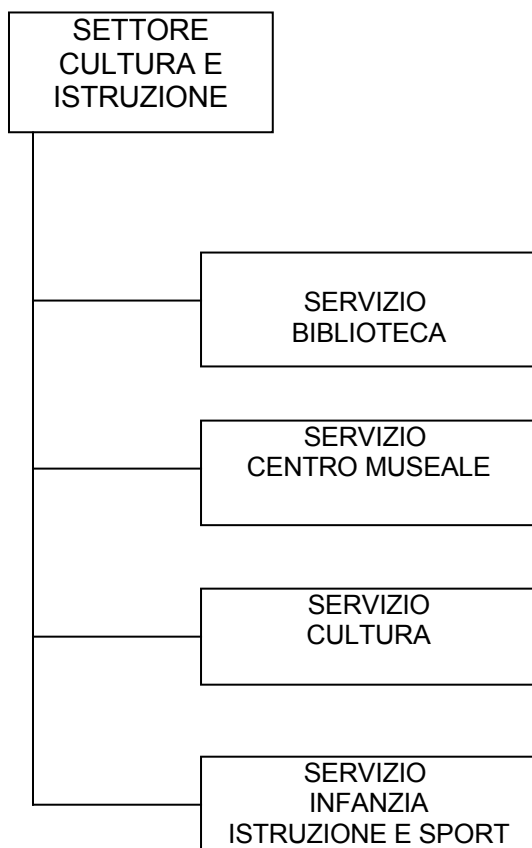 SETTORE
CULTURA E
ISTRUZIONE
SERVIZIO
BIBLIOTECA
SERVIZIO
CENTRO MUSEALE
SERVIZIO
CULTURA
SERVIZIO
INFANZIA
ISTRUZIONE E SPORT